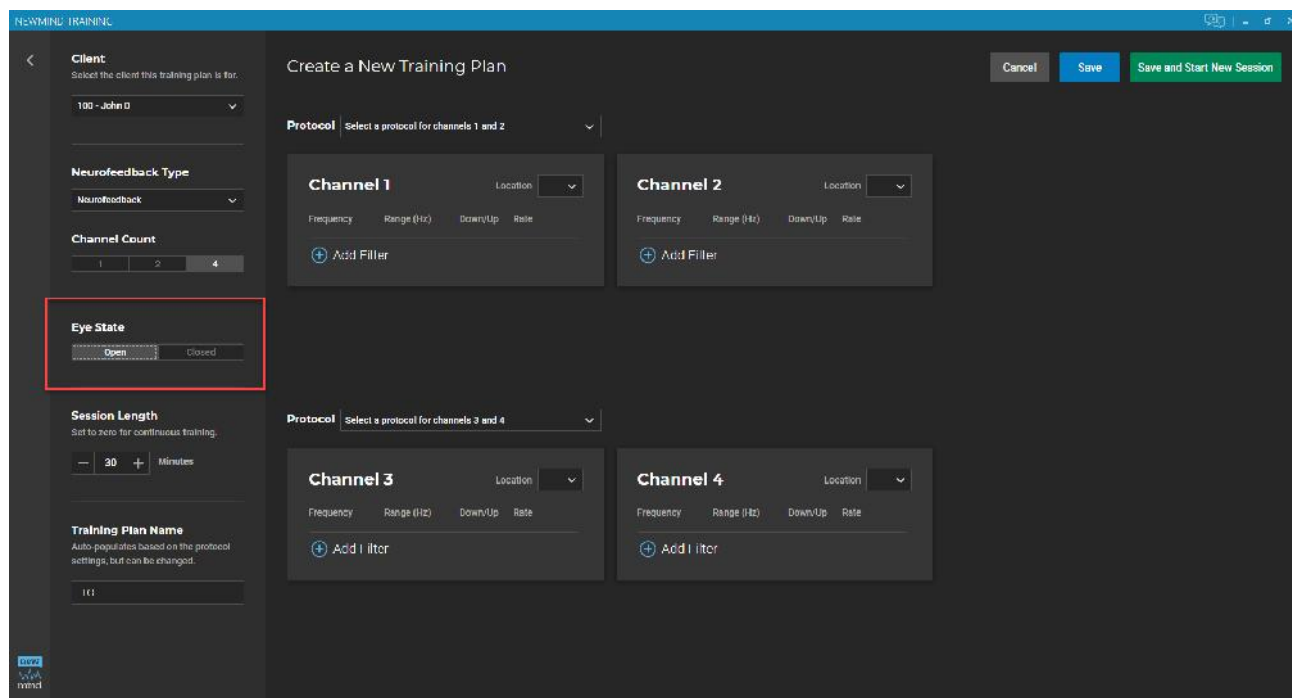 NEWMIND TRAINING
Client
Select the client this training plan is for.
100 - John D
Neurofeedback Type
Neurofeedback
Channel Count
1 2 4
Eye State
Open Closed
Session Length
Set to zero for continuous training.
30 Minutes
Training Plan Name
Auto-populates based on the protocol
settings, but can be changed.
Create a New Training Plan
Cancel Save Save and Start New Session
Protocol Select a protocol for channels 1 and 2
Channel 1 Location
Frequency Range (Hz) Down/Up Rate
Add Filter
Channel 2 Location
Frequency Range (Hz) Down/Up Rate
Add Filter
Protocol Select a protocol for channels 3 and 4
Channel 3 Location
Frequency Range (Hz) Down/Up Rate
Add Filter
Channel 4 Location
Frequency Range (Hz) Down/Up Rate
Add Filter
new
mind